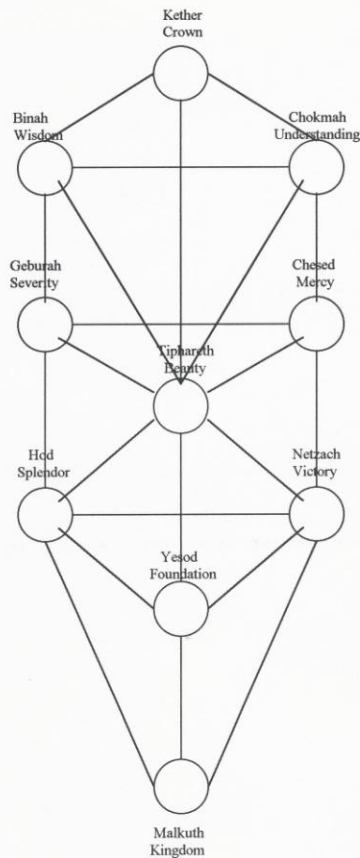 Kether
Crown
Binah
Wisdom
Chokmah
Understanding
Geburah
Severity
Chesed
Mercy
Tiphareth
Beauty
Hod
Splendor
Netzach
Victory
Yesod
Foundation
Malkuth
Kingdom